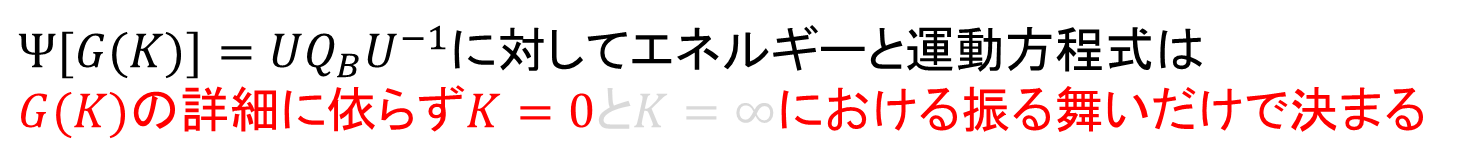 Ψ[G(K)] = UQ_BU⁻¹に対してエネルギーと運動方程式は
G(K)の詳細に依らずK = 0とK = ∞における振る舞いだけで決まる